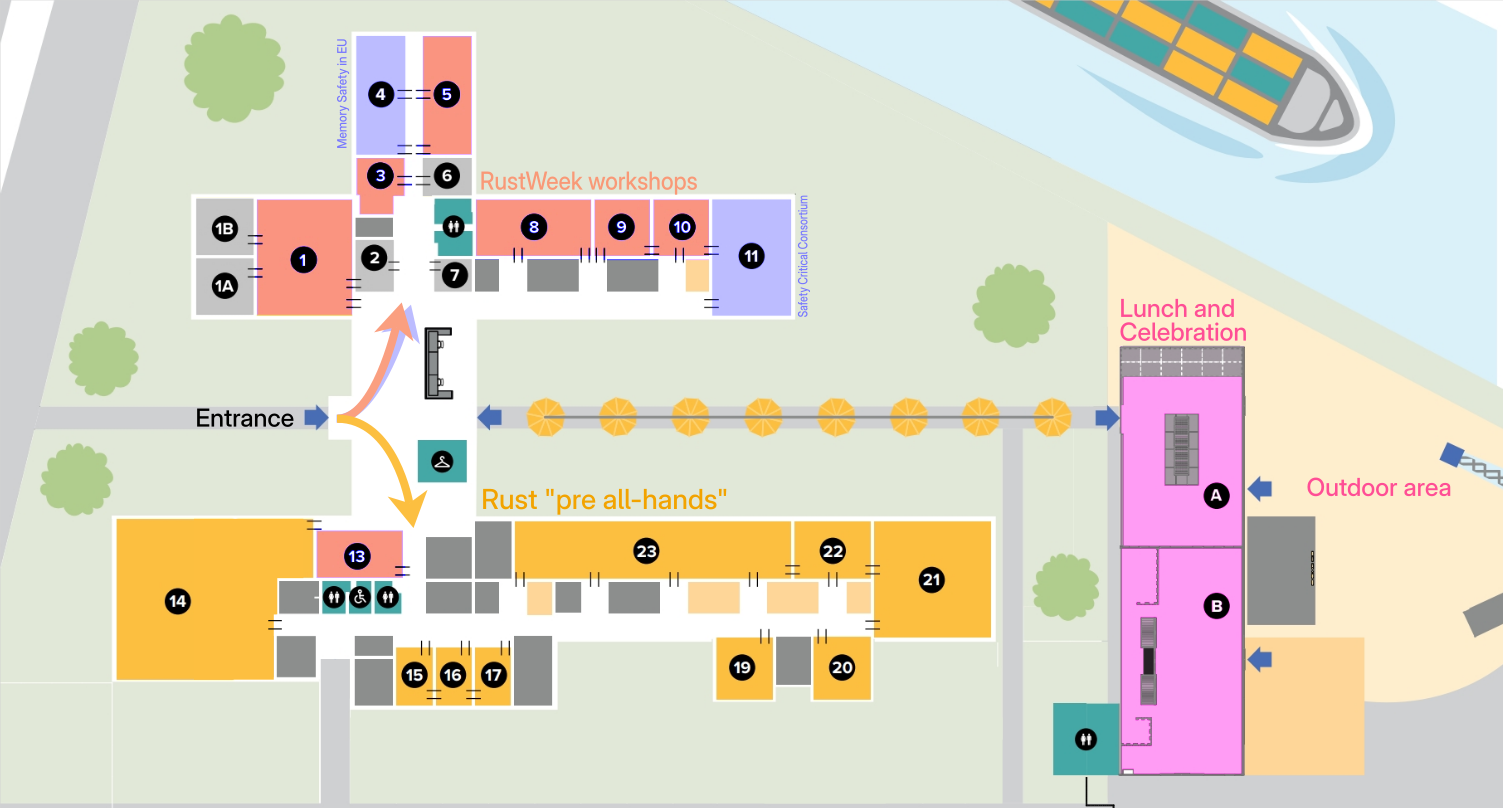 Memory Safety in EU
4
5
3
6
RustWeek workshops
1B
1
2
8
9
10
11
1A
7
Safety Critical Consortium
Lunch and
Celebration
Entrance
A
Outdoor area
Rust "pre all-hands"
13
23
22
21
14
B
15
16
17
19
20